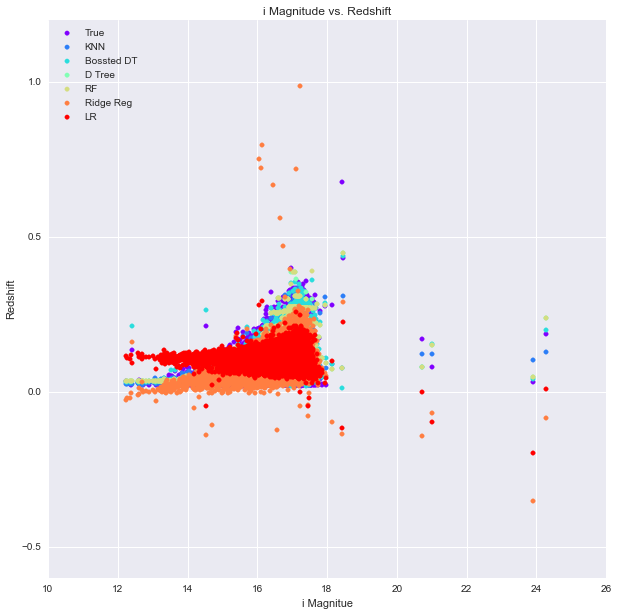 i Magnitude vs. Redshift
True
KNN
Bossted DT
D Tree
RF
Ridge Reg
LR
1.0
0.5
0.0
−0.5
Redshift
10 12 14 16 18 20 22 24 26
i Magnitue